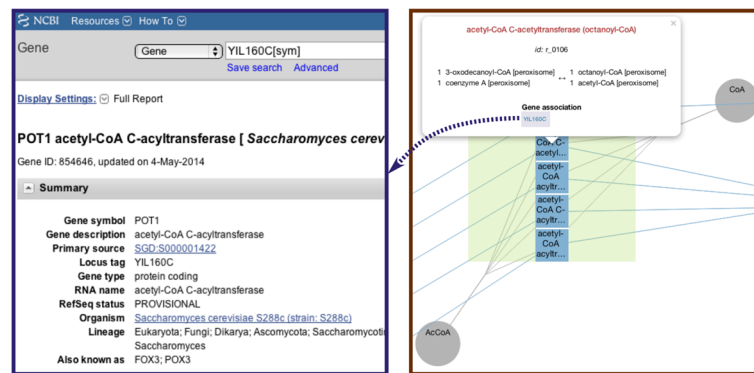 NCBI Resources How To
Gene
Gene
YIL160C[sym]
Save search Advanced
Display Settings: Full Report
POT1 acetyl-CoA C-acyltransferase [ Saccharomyces cerev
Gene ID: 854646, updated on 4-May-2014
Summary
Gene symbol POT1
Gene description acetyl-CoA C-acyltransferase
Primary source SGD:S000001422
Locus tag YIL160C
Gene type protein coding
RNA name acetyl-CoA C-acyltransferase
RefSeq status PROVISIONAL
Organism Saccharomyces cerevisiae S288c (strain: S288c)
Lineage Eukaryota; Fungi; Dikarya; Ascomycota; Saccharomycoti
Saccharomyces
Also known as FOX3; POX3
acetyl-CoA C-acetyltransferase (octanoyl-CoA)
id: r_0106
1 3-oxodecanoyl-CoA [peroxisome] ↔ 1 octanoyl-CoA [peroxisome]
1 coenzyme A [peroxisome] 1 acetyl-CoA [peroxisome]
Gene association
YIL160C
CoA C-
acetyl...
acetyl-
CoA
acyltr...
acetyl-
CoA C-
acyltr...
acetyl-
CoA
acyltr...
CoA
AcCoA